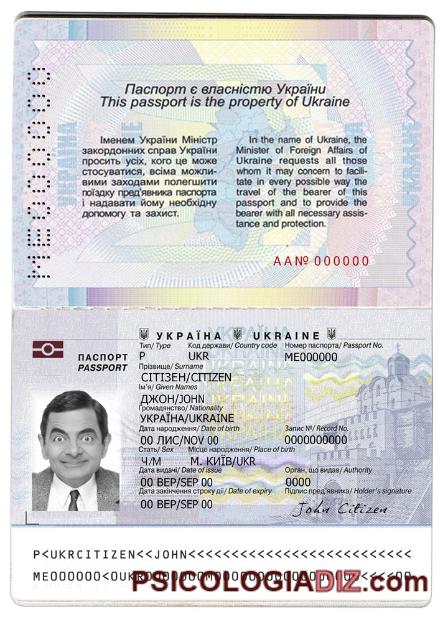 Паспорт є власністю України
This passport is the property of Ukraine
Іменем України Міністр
закордонних справ України
просить усіх, кого це може
стосуватися, всіма можли-
вими заходами полегшити
поїздку пред'явника паспорта
і надавати йому необхідну
допомогу та захист.
In the name of Ukraine, the
Minister of Foreign Affairs of
Ukraine requests all those
whom it may concern to facili-
tate in every possible way the
travel of the bearer of this
passport and to provide the
bearer with all necessary assis-
tance and protection.
ME000000
AA№ 000000
УКРАЇНА UKRAINE
ПАСПОРТ
PASSPORT
Тип/ Type Код держави/ Country code Номер паспорта/ Passport No.
P UKR ME000000
Прізвище/ Surname
СІТІЗЕН/CITIZEN
Ім'я/ Given Names
ДЖОН/JOHN
Громадянство/ Nationality
УКРАЇНА/UKRAINE
Дата народження/ Date of birth Запис №/ Record No.
00 ЛИС/NOV 00 0000000000
Стать/ Sex Місце народження/ Place of birth
Ч/M М. КИЇВ/UKR
Дата видачі/ Date of issue Орган, що видав/ Authority
00 ВЕР/SEP 00 0000
Дата закінчення строку дії/ Date of expiry Підпис пред'явника/ Holder's signature
00 ВЕР/SEP 00 John Citizen
P<UKRCITIZEN<<JOHN<<<<<<<<<<<<<<<<<<<<<<<<<<
PSICOLOGIADIZ.com